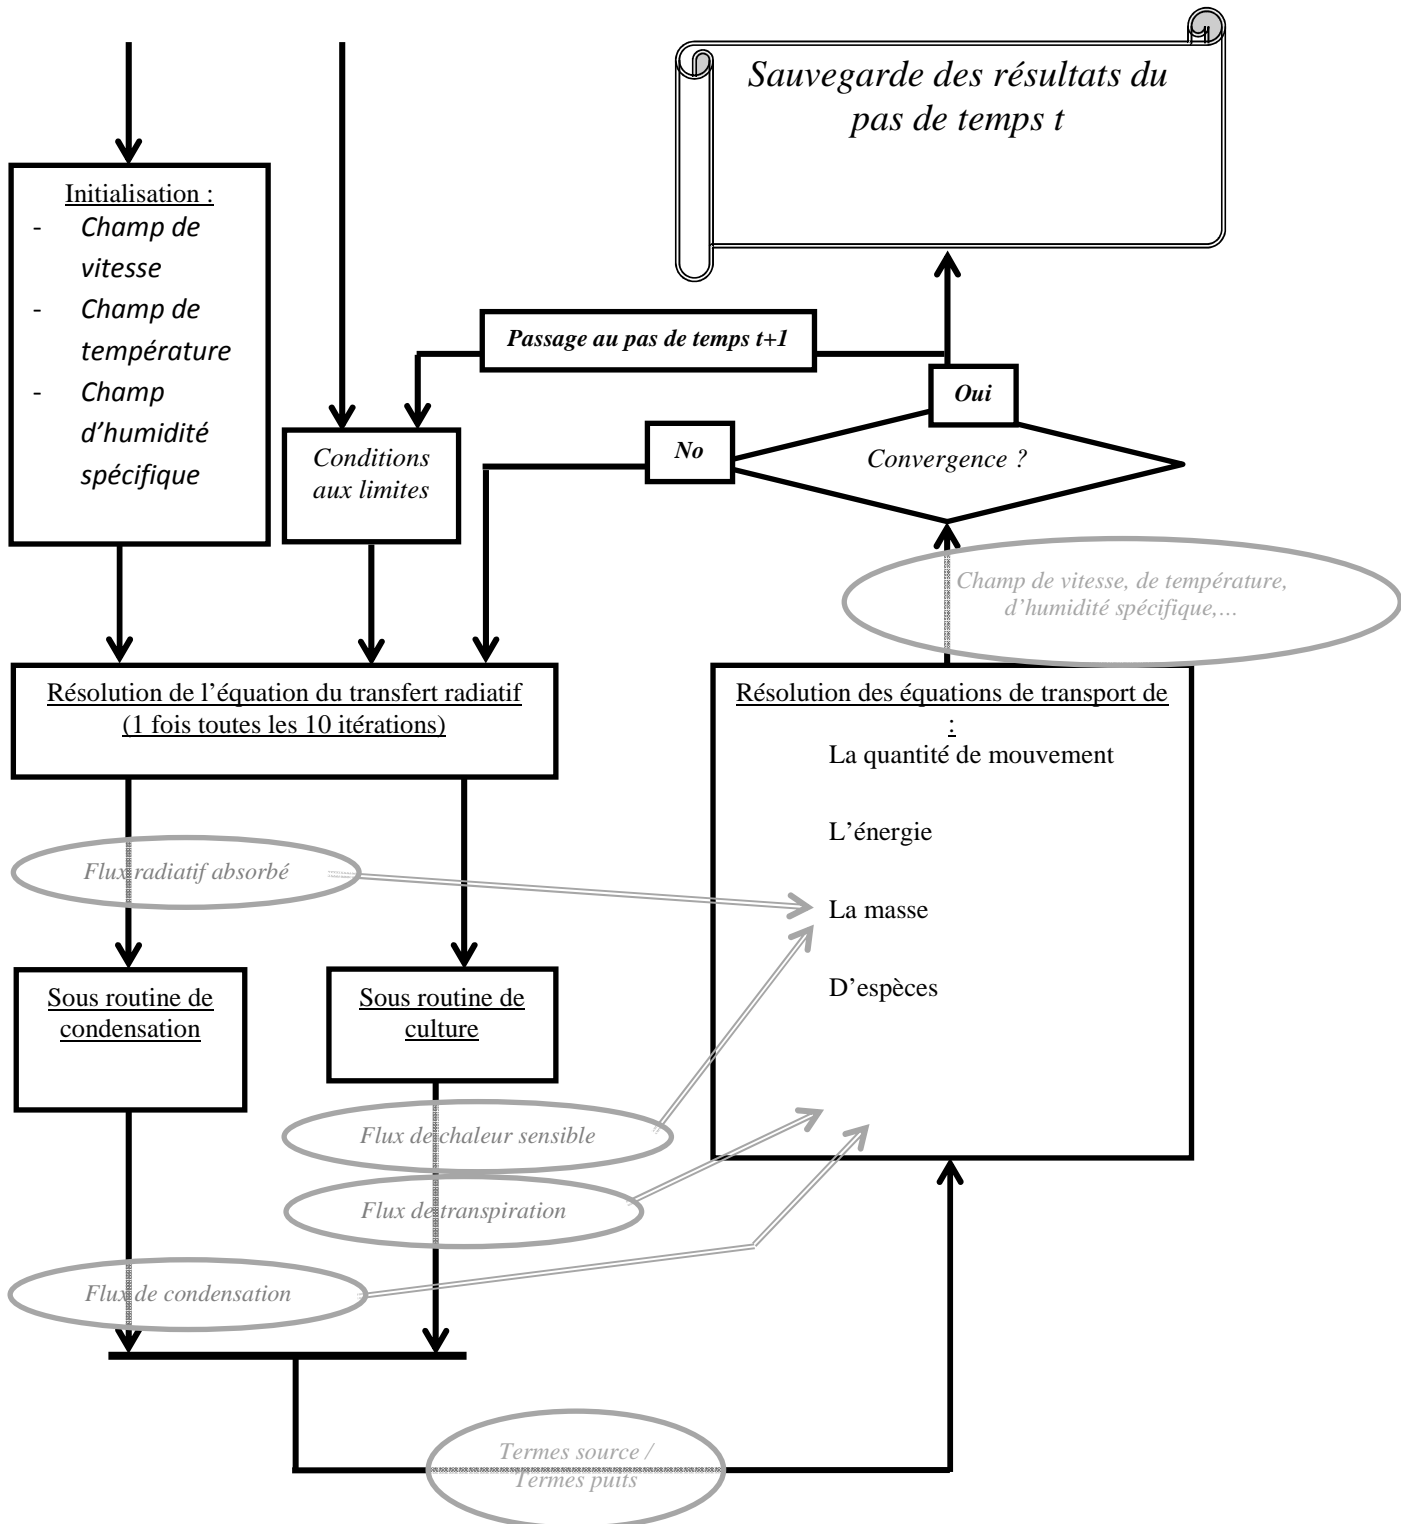 Sauvegarde des résultats du
pas de temps t
Initialisation :
- Champ de
vitesse
- Champ de
température
- Champ
d'humidité
spécifique
Passage au pas de temps t+1
Oui
No
Convergence ?
Conditions
aux limites
Champ de vitesse, de température,
d'humidité spécifique,...
Résolution de l'équation du transfert radiatif
(1 fois toutes les 10 itérations)
Résolution des équations de transport de
:
La quantité de mouvement
L'énergie
La masse
D'espèces
Flux radiatif absorbé
Sous routine de
condensation
Sous routine de
culture
Flux de chaleur sensible
Flux de transpiration
Flux de condensation
Termes source /
Termes puits